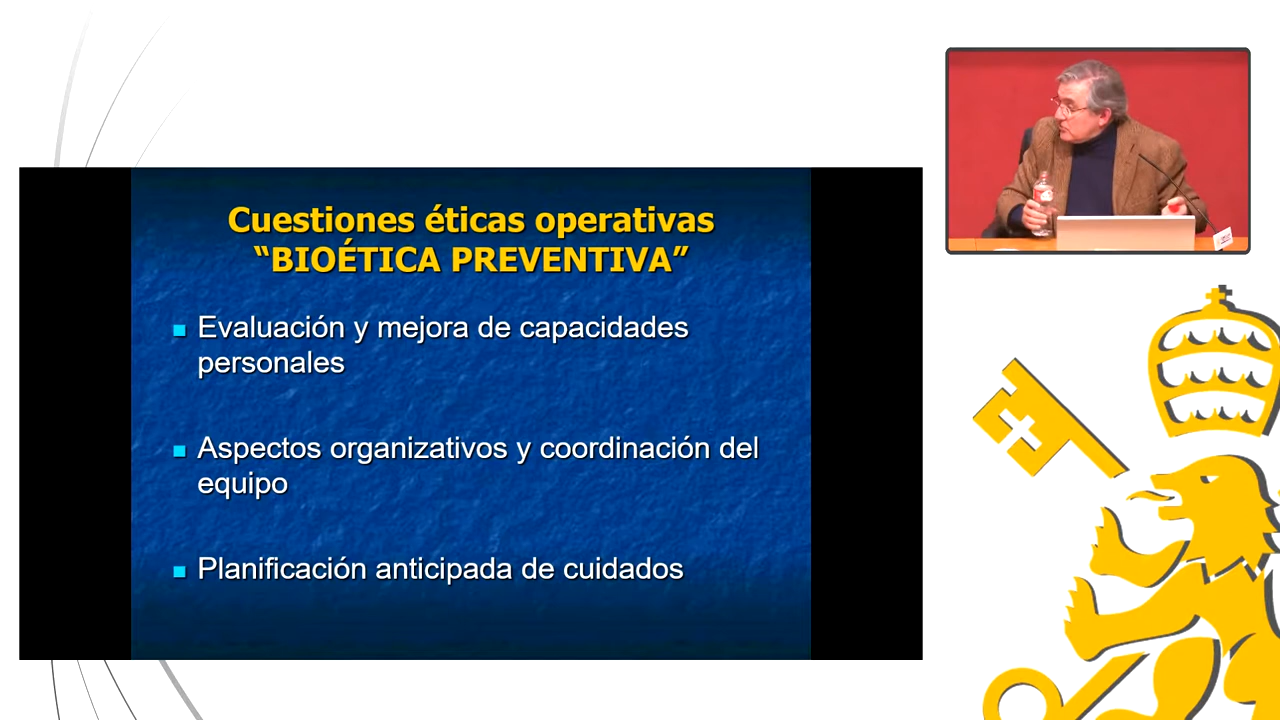 Cuestiones éticas operativas
“BIOÉTICA PREVENTIVA”
Evaluación y mejora de capacidades
personales
Aspectos organizativos y coordinación del
equipo
Planificación anticipada de cuidados